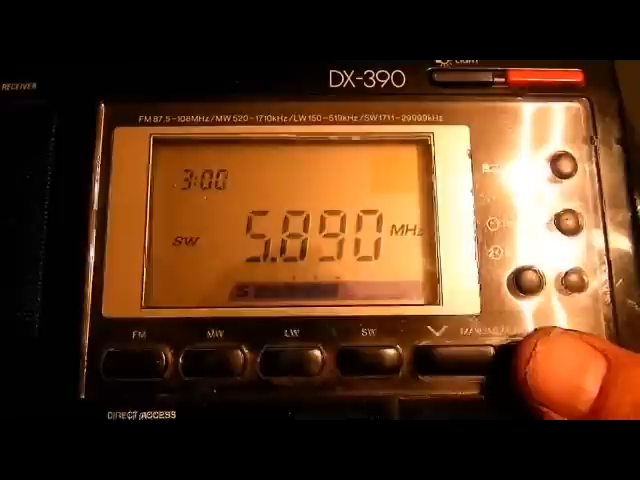 LIGHT
RECEIVER
DX-390
FM 87.5-108MHz/MW 520-1710kHz/LW 150-519kHz/SW 1711-29999kHz
3:00
SW 5.890 MHz
S
FM MW LW SW MANUAL
DIRECT ACCESS